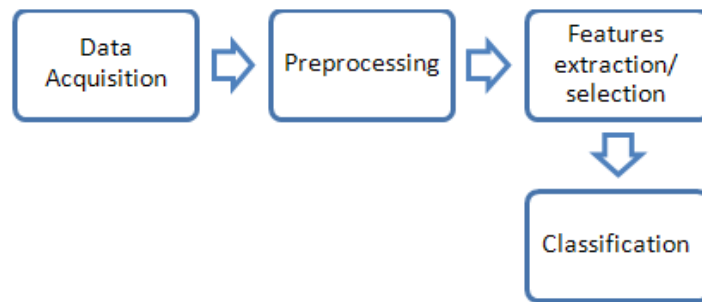 Data
Acquisition
Preprocessing
Features
extraction/
selection
Classification